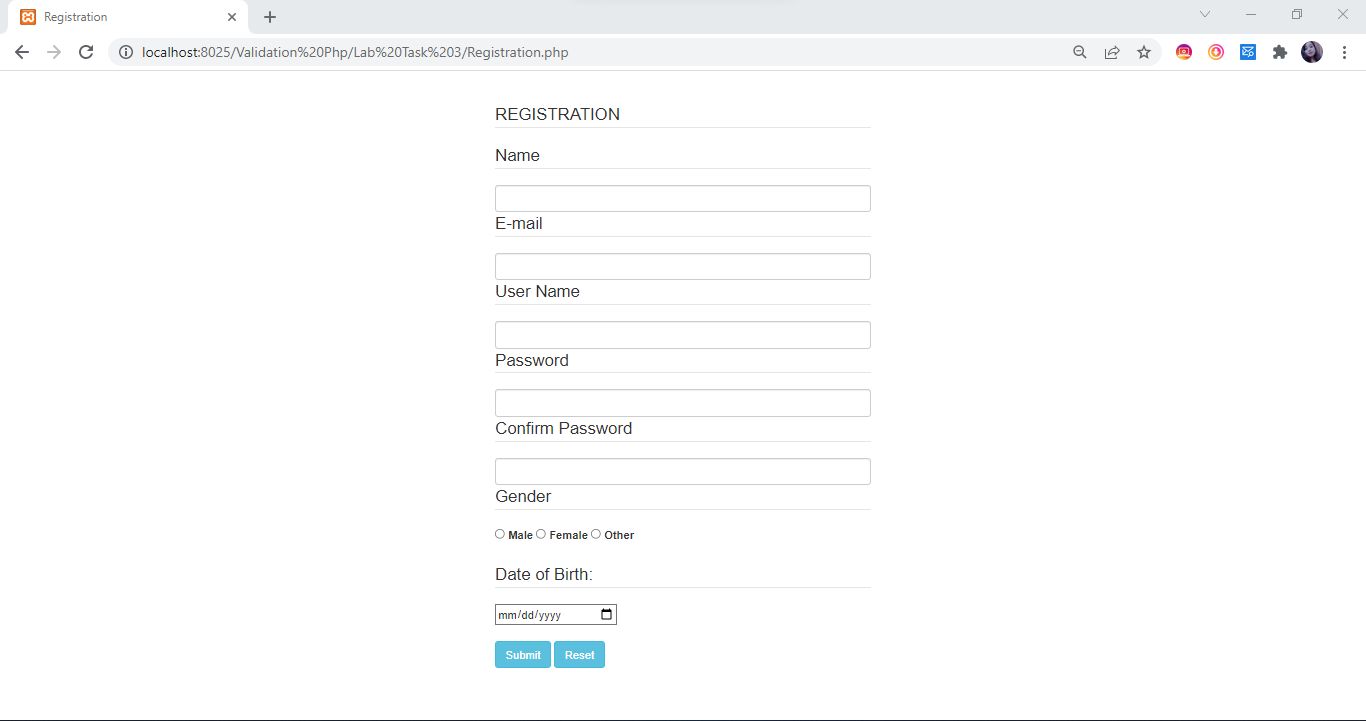 Registration
localhost:8025/Validation%20Php/Lab%20Task%203/Registration.php
REGISTRATION
Name
E-mail
User Name
Password
Confirm Password
Gender
Male Female Other
Date of Birth:
mm/dd/yyyy
Submit Reset